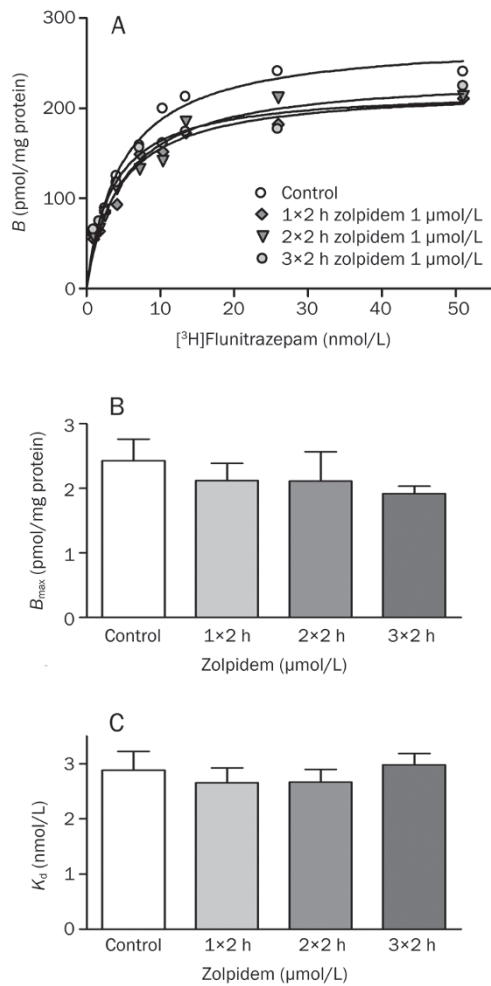 A
300
200
100
0
B (pmol/mg protein)
Control
1×2 h zolpidem 1 μmol/L
2×2 h zolpidem 1 μmol/L
3×2 h zolpidem 1 μmol/L
0 10 20 30 40 50
[³H]Flunitrazepam (nmol/L)
B
3
2
1
0
Bmax (pmol/mg protein)
Control 1×2 h 2×2 h 3×2 h
Zolpidem (μmol/L)
C
3
2
1
0
Kd (nmol/L)
Control 1×2 h 2×2 h 3×2 h
Zolpidem (μmol/L)